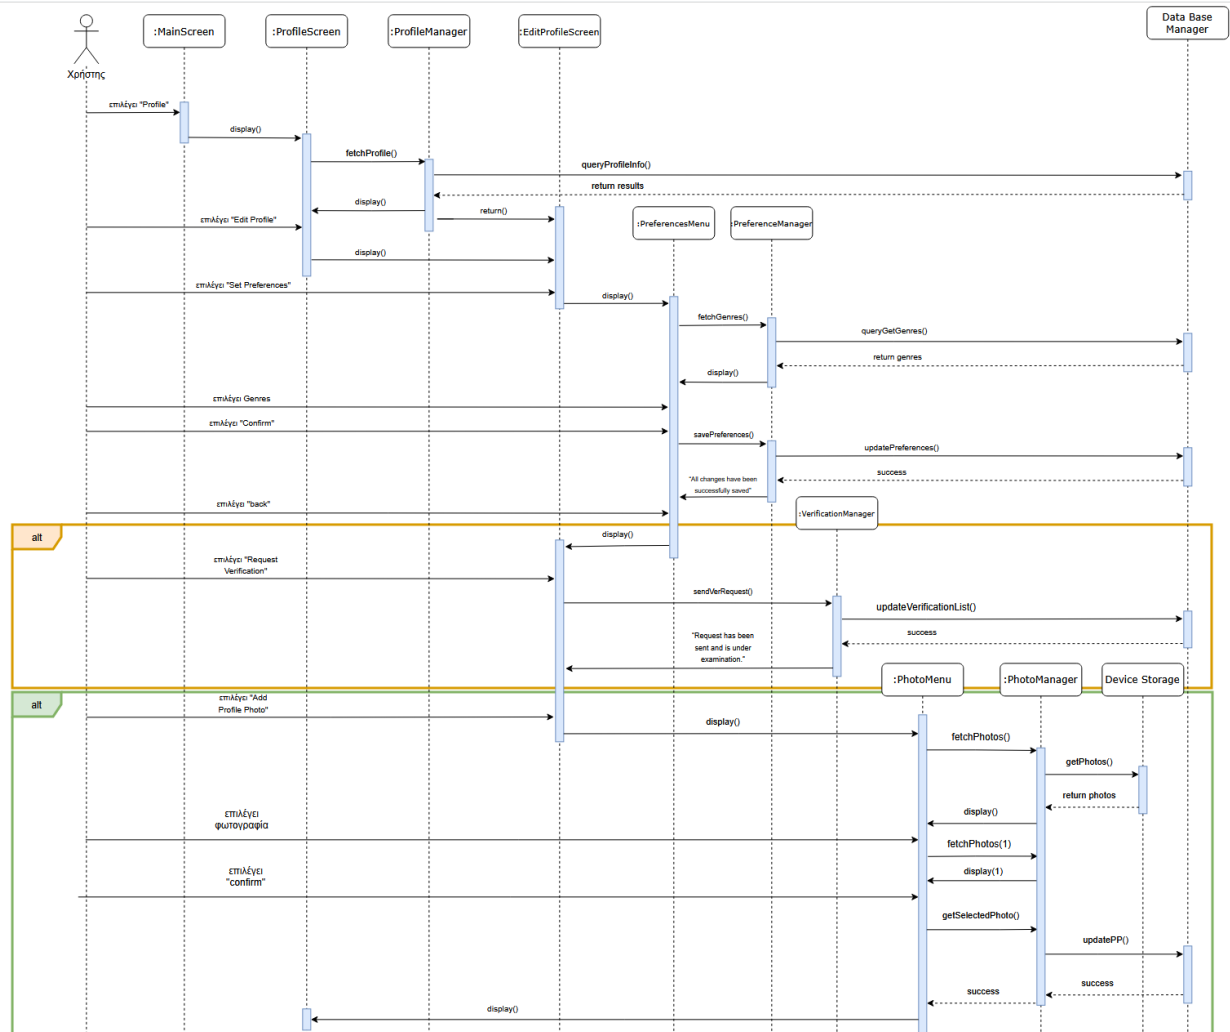 Data Base
Manager
:MainScreen
:ProfileScreen
:ProfileManager
:EditProfileScreen
Χρήστης
επιλέγει "Profile"
display()
fetchProfile()
queryProfileInfo()
return results
display()
return()
επιλέγει "Edit Profile"
:PreferencesMenu
:PreferenceManager
display()
επιλέγει "Set Preferences"
display()
fetchGenres()
queryGetGenres()
return genres
display()
επιλέγει Genres
επιλέγει "Confirm"
savePreferences()
updatePreferences()
success
"All changes have been
successfully saved"
επιλέγει "back"
:VerificationManager
alt
display()
επιλέγει "Request
Verification"
sendVerRequest()
updateVerificationList()
success
"Request has been
sent and is under
examination."
:PhotoMenu
:PhotoManager
Device Storage
alt
επιλέγει "Add
Profile Photo"
display()
fetchPhotos()
getPhotos()
return photos
display()
επιλέγει
φωτογραφία
fetchPhotos(1)
display(1)
επιλέγει
"confirm"
getSelectedPhoto()
updatePP()
success
success
display()